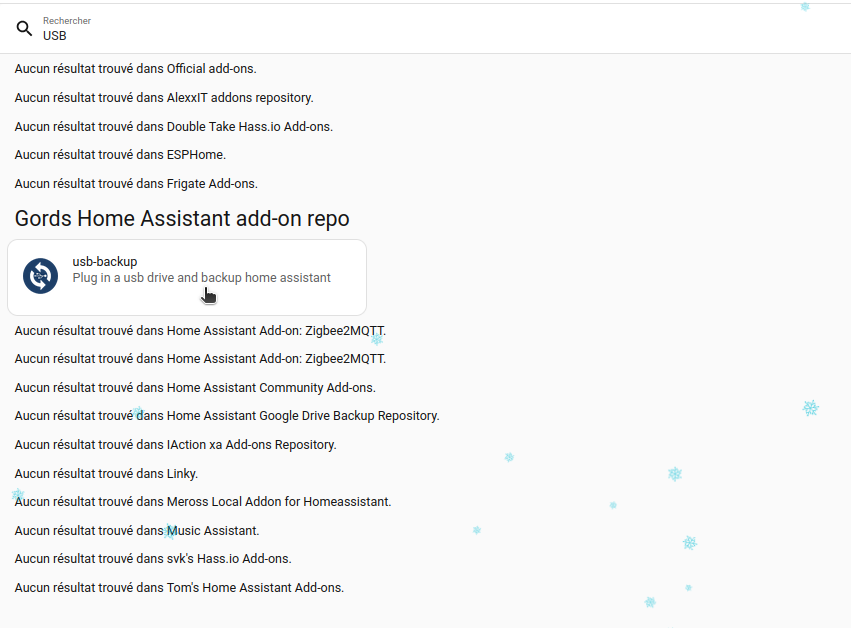 Rechercher
USB
Aucun résultat trouvé dans Official add-ons.
Aucun résultat trouvé dans AlexxIT addons repository.
Aucun résultat trouvé dans Double Take Hass.io Add-ons.
Aucun résultat trouvé dans ESPHome.
Aucun résultat trouvé dans Frigate Add-ons.
Gords Home Assistant add-on repo
usb-backup
Plug in a usb drive and backup home assistant
Aucun résultat trouvé dans Home Assistant Add-on: Zigbee2MQTT.
Aucun résultat trouvé dans Home Assistant Add-on: Zigbee2MQTT.
Aucun résultat trouvé dans Home Assistant Community Add-ons.
Aucun résultat trouvé dans Home Assistant Google Drive Backup Repository.
Aucun résultat trouvé dans IAction xa Add-ons Repository.
Aucun résultat trouvé dans Linky.
Aucun résultat trouvé dans Meross Local Addon for Homeassistant.
Aucun résultat trouvé dans Music Assistant.
Aucun résultat trouvé dans svk's Hass.io Add-ons.
Aucun résultat trouvé dans Tom's Home Assistant Add-ons.